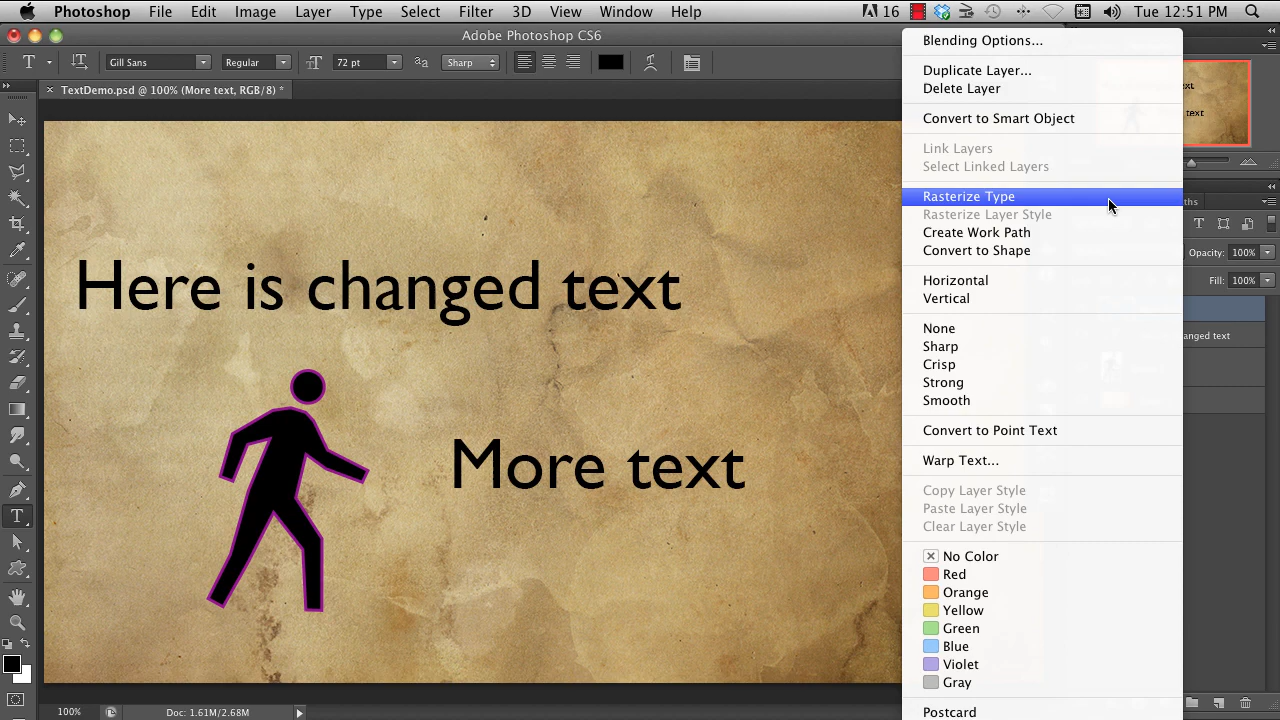 Photoshop File Edit Image Layer Type Select Filter 3D View Window Help 16 Tue 12:51 PM
Adobe Photoshop CS6
T Gill Sans Regular 72 pt Sharp
TextDemo.psd @ 100% (More text, RGB/8) *
Here is changed text
More text
100% Doc: 1.61M/2.68M
Blending Options...
Duplicate Layer...
Delete Layer
Convert to Smart Object
Link Layers
Select Linked Layers
Rasterize Type
Rasterize Layer Style
Create Work Path
Convert to Shape
Horizontal
Vertical
None
Sharp
Crisp
Strong
Smooth
Convert to Point Text
Warp Text...
Copy Layer Style
Paste Layer Style
Clear Layer Style
No Color
Red
Orange
Yellow
Green
Blue
Violet
Gray
Postcard
text
text
ths
Opacity: 100%
Fill: 100%
anged text